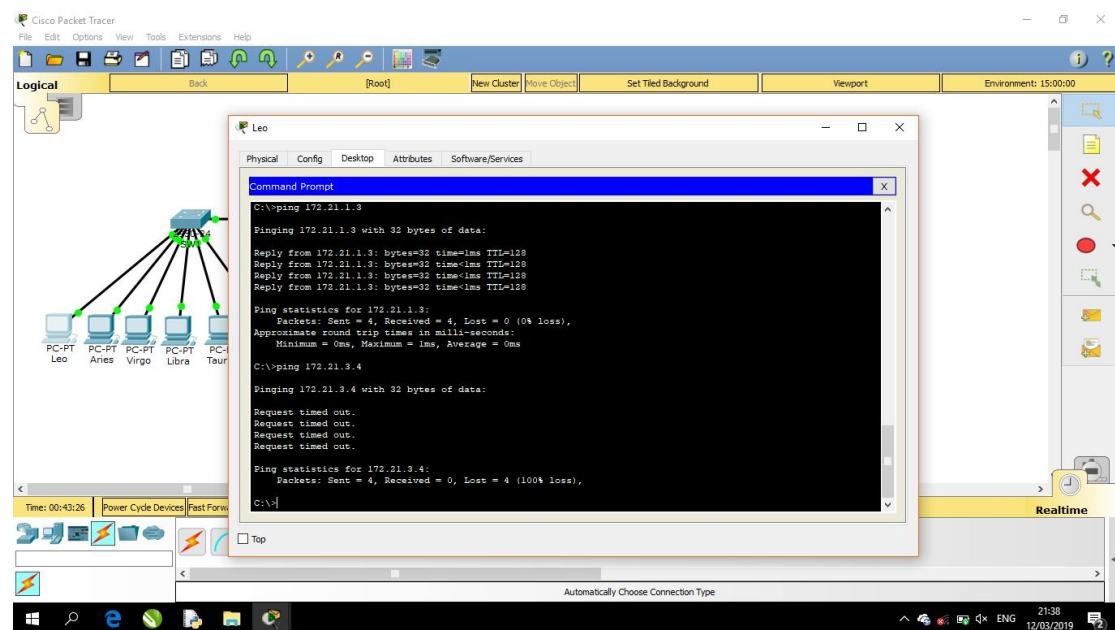 Cisco Packet Tracer
File Edit Options View Tools Extensions Help
Logical Back [Root] New Cluster Move Object Set Tiled Background Viewport Environment: 15:00:00
Leo
Physical Config Desktop Attributes Software/Services
Command Prompt X
C:\>ping 172.21.1.3
Pinging 172.21.1.3 with 32 bytes of data:
Reply from 172.21.1.3: bytes=32 time=1ms TTL=128
Reply from 172.21.1.3: bytes=32 time<1ms TTL=128
Reply from 172.21.1.3: bytes=32 time<1ms TTL=128
Reply from 172.21.1.3: bytes=32 time<1ms TTL=128
Ping statistics for 172.21.1.3:
Packets: Sent = 4, Received = 4, Lost = 0 (0% loss),
Approximate round trip times in milli-seconds:
Minimum = 0ms, Maximum = 1ms, Average = 0ms
C:\>ping 172.21.3.4
Pinging 172.21.3.4 with 32 bytes of data:
Request timed out.
Request timed out.
Request timed out.
Request timed out.
Ping statistics for 172.21.3.4:
Packets: Sent = 4, Received = 0, Lost = 4 (100% loss),
C:\>
Top
PC-PT Leo
PC-PT Aries
PC-PT Virgo
PC-PT Libra
PC- Taur
Time: 00:43:26 Power Cycle Devices Fast Forw
Realtime
Automatically Choose Connection Type
ENG 21:38
12/03/2019